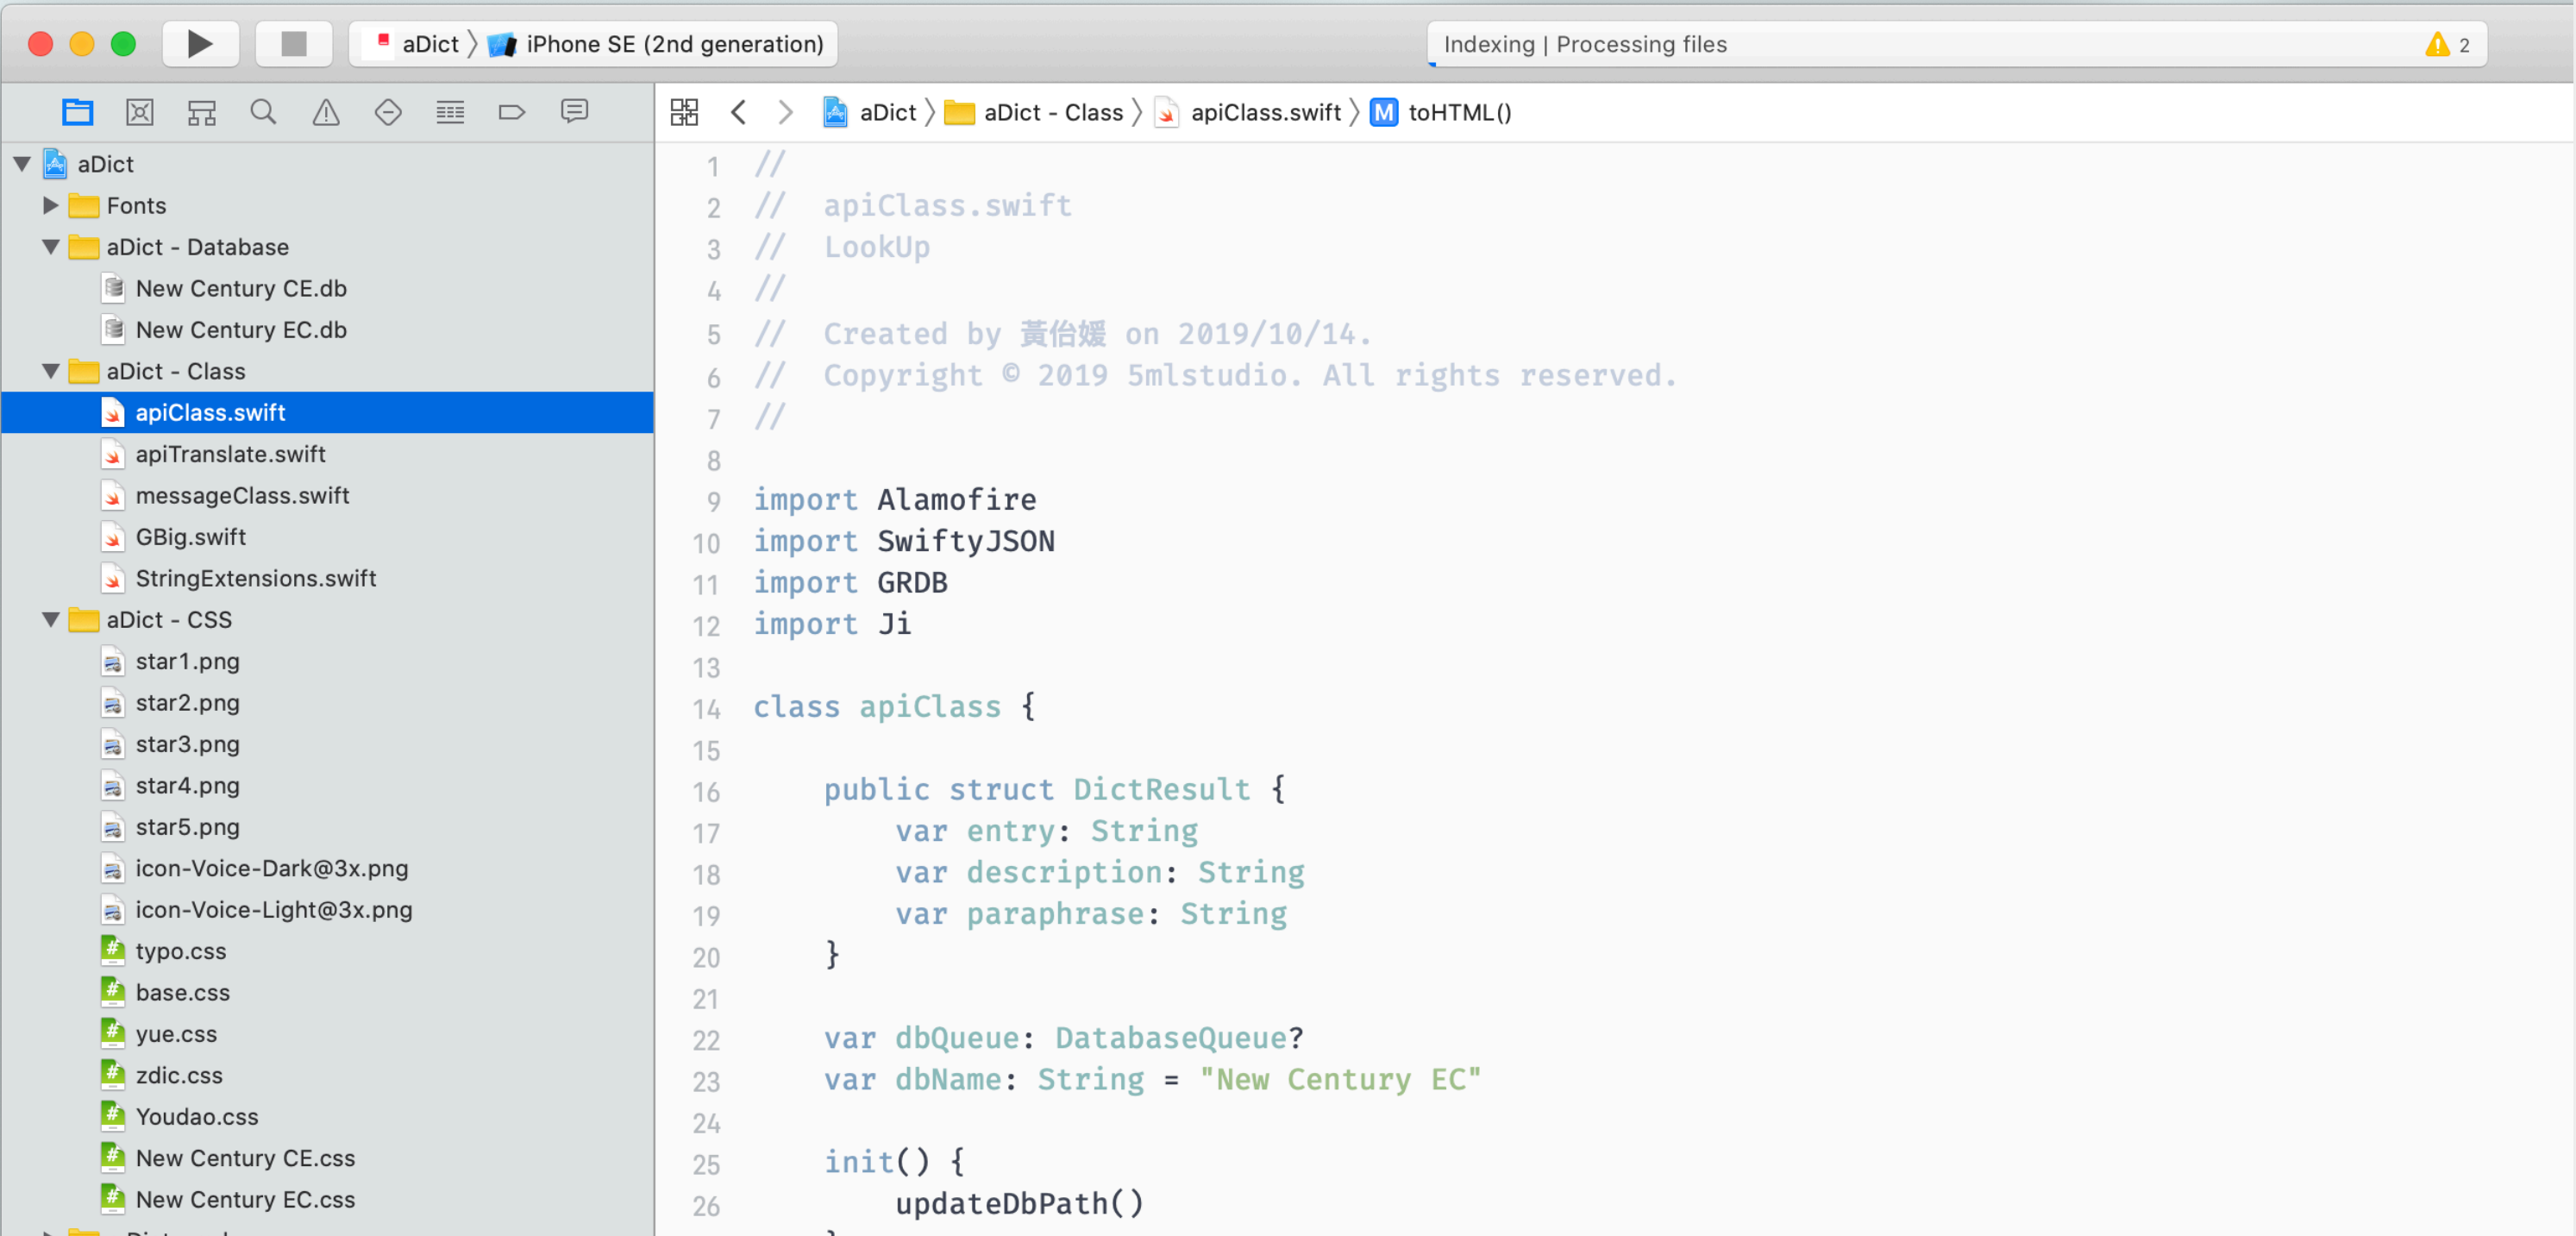 aDict 〉 iPhone SE (2nd generation)
Indexing | Processing files
2
aDict 〉 aDict - Class 〉 apiClass.swift 〉 M toHTML()
aDict
Fonts
aDict - Database
New Century CE.db
New Century EC.db
aDict - Class
apiClass.swift
apiTranslate.swift
messageClass.swift
GBig.swift
StringExtensions.swift
aDict - CSS
star1.png
star2.png
star3.png
star4.png
star5.png
icon-Voice-Dark@3x.png
icon-Voice-Light@3x.png
typo.css
base.css
yue.css
zdic.css
Youdao.css
New Century CE.css
New Century EC.css
1 //
2 //  apiClass.swift
3 //  LookUp
4 //
5 //  Created by 黃佁媛 on 2019/10/14.
6 //  Copyright © 2019 5mlstudio. All rights reserved.
7 //
8
9 import Alamofire
10 import SwiftyJSON
11 import GRDB
12 import Ji
13
14 class apiClass {
15
16     public struct DictResult {
17         var entry: String
18         var description: String
19         var paraphrase: String
20     }
21
22     var dbQueue: DatabaseQueue?
23     var dbName: String = "New Century EC"
24
25     init() {
26         updateDbPath()